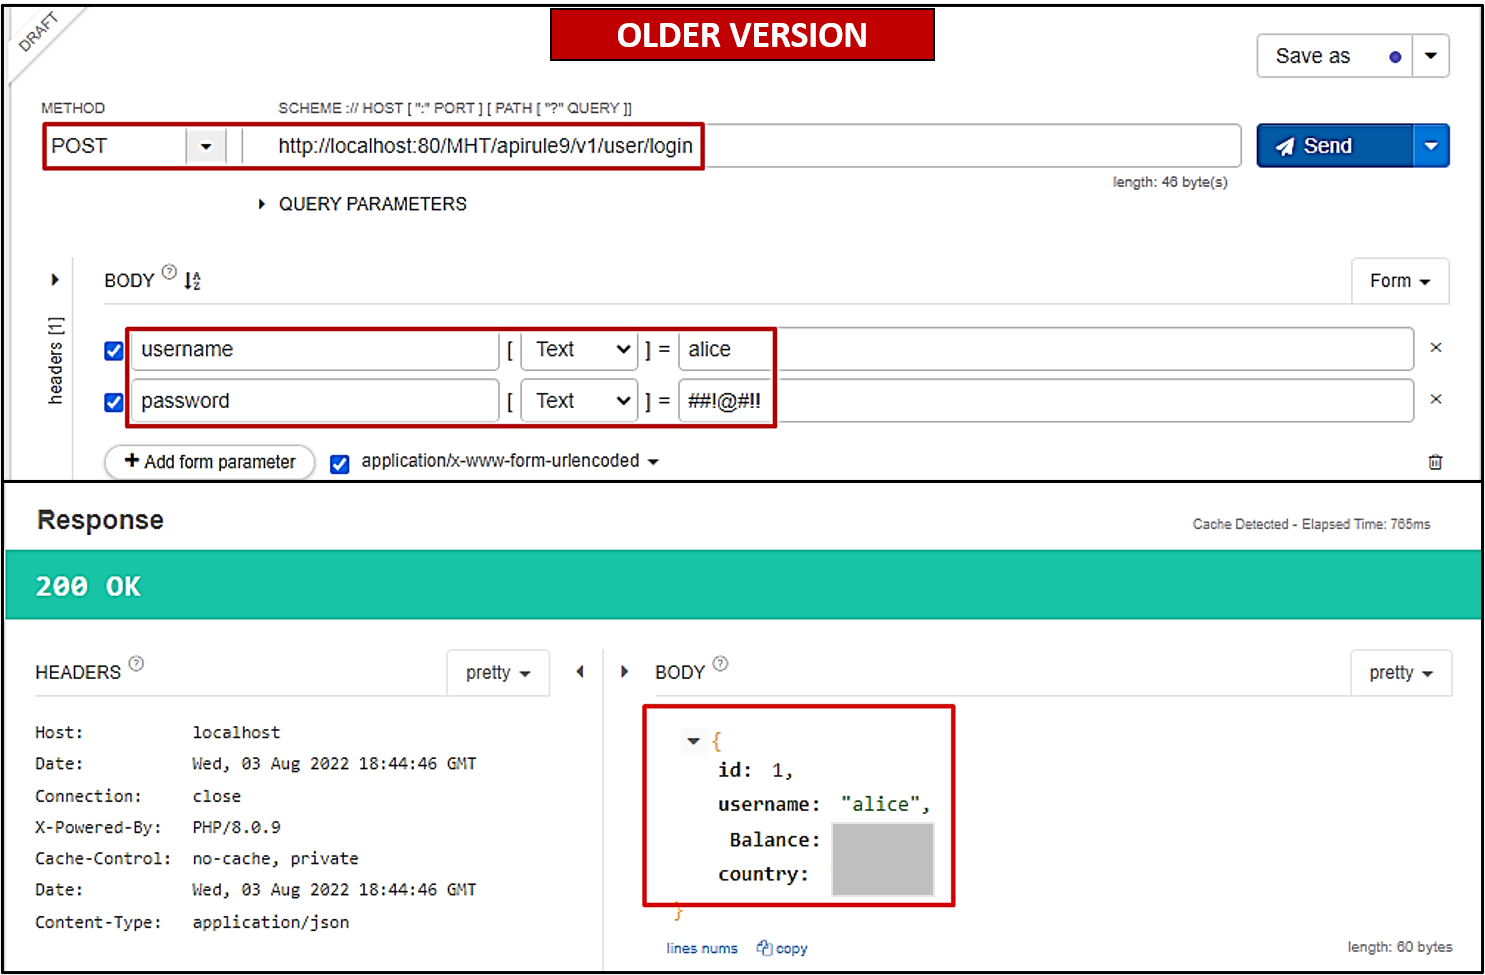 DRAFT
OLDER VERSION
Save as
METHOD
SCHEME :// HOST [ ":" PORT ] [ PATH [ "?" QUERY ]]
POST
http://localhost:80/MHT/apirule9/v1/user/login
Send
length: 46 byte(s)
QUERY PARAMETERS
headers [1]
BODY ? A Z
Form
username [ Text ] = alice ×
password [ Text ] = ##!@#!! ×
+ Add form parameter application/x-www-form-urlencoded
Response
Cache Detected - Elapsed Time: 765ms
200 OK
HEADERS ? pretty
Host: localhost
Date: Wed, 03 Aug 2022 18:44:46 GMT
Connection: close
X-Powered-By: PHP/8.0.9
Cache-Control: no-cache, private
Date: Wed, 03 Aug 2022 18:44:46 GMT
Content-Type: application/json
BODY ? pretty
{
id: 1,
username: "alice",
Balance:
country:
}
lines nums copy
length: 60 bytes